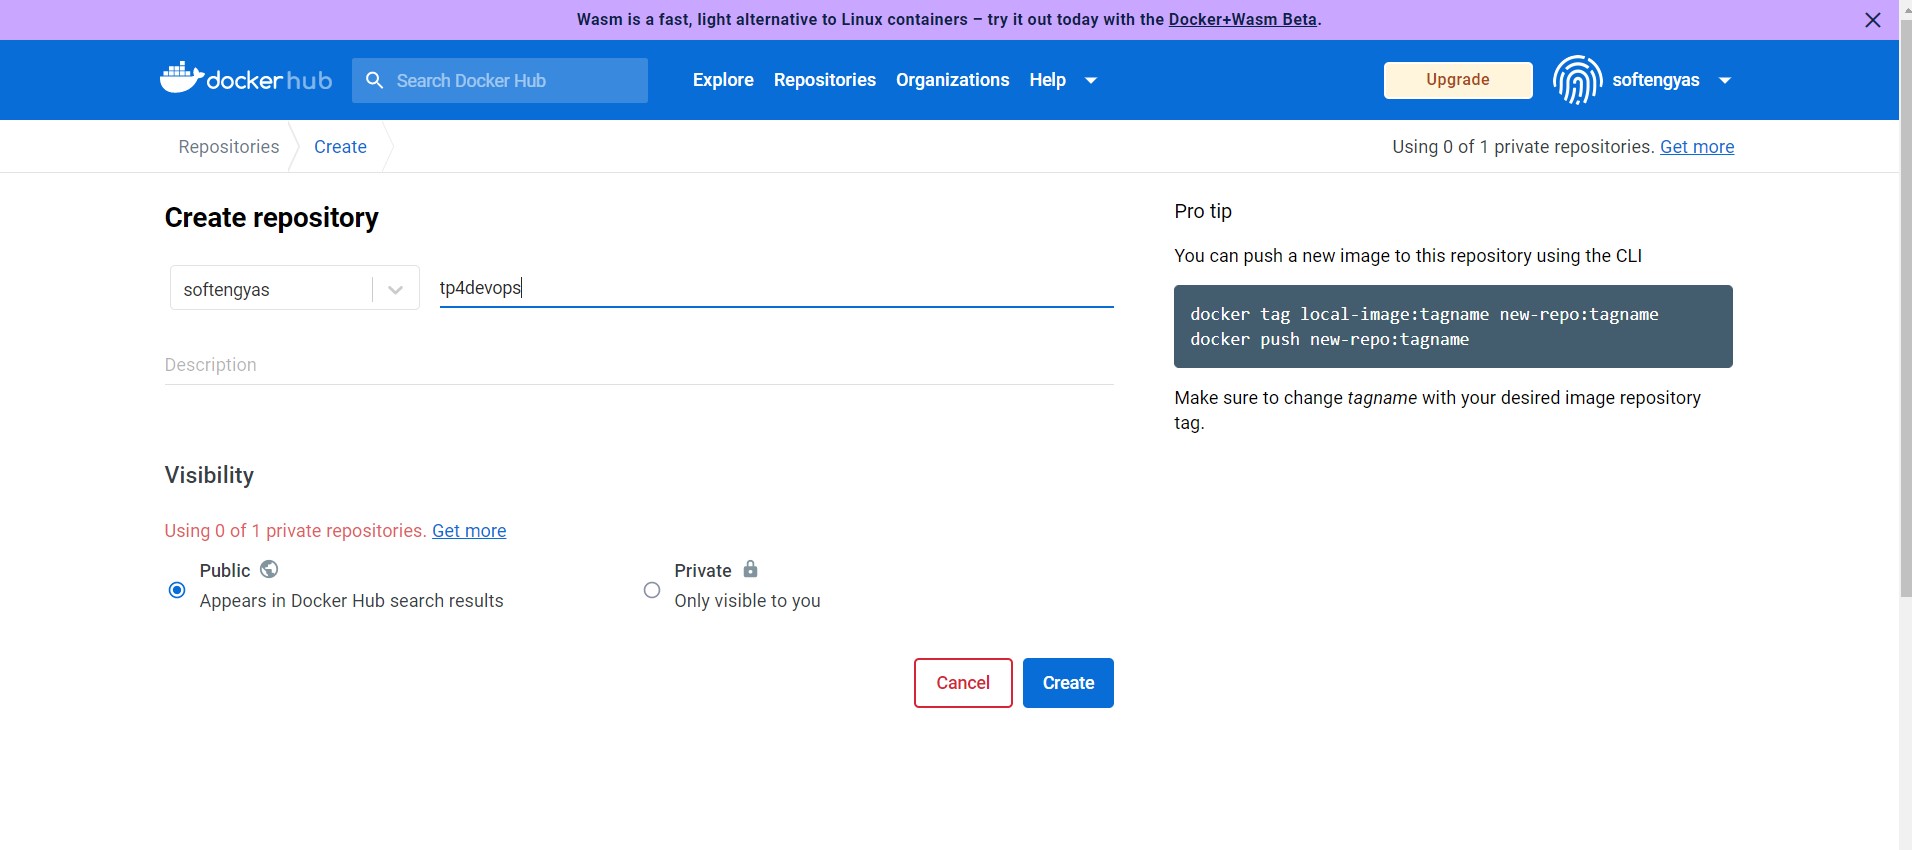 Wasm is a fast, light alternative to Linux containers – try it out today with the Docker+Wasm Beta.
docker hub
Search Docker Hub
Explore
Repositories
Organizations
Help
Upgrade
softengyas
Repositories
Create
Using 0 of 1 private repositories. Get more
Create repository
softengyas
tp4devops
Description
Visibility
Using 0 of 1 private repositories. Get more
Public
Appears in Docker Hub search results
Private
Only visible to you
Cancel
Create
Pro tip
You can push a new image to this repository using the CLI
docker tag local-image:tagname new-repo:tagname
docker push new-repo:tagname
Make sure to change tagname with your desired image repository
tag.